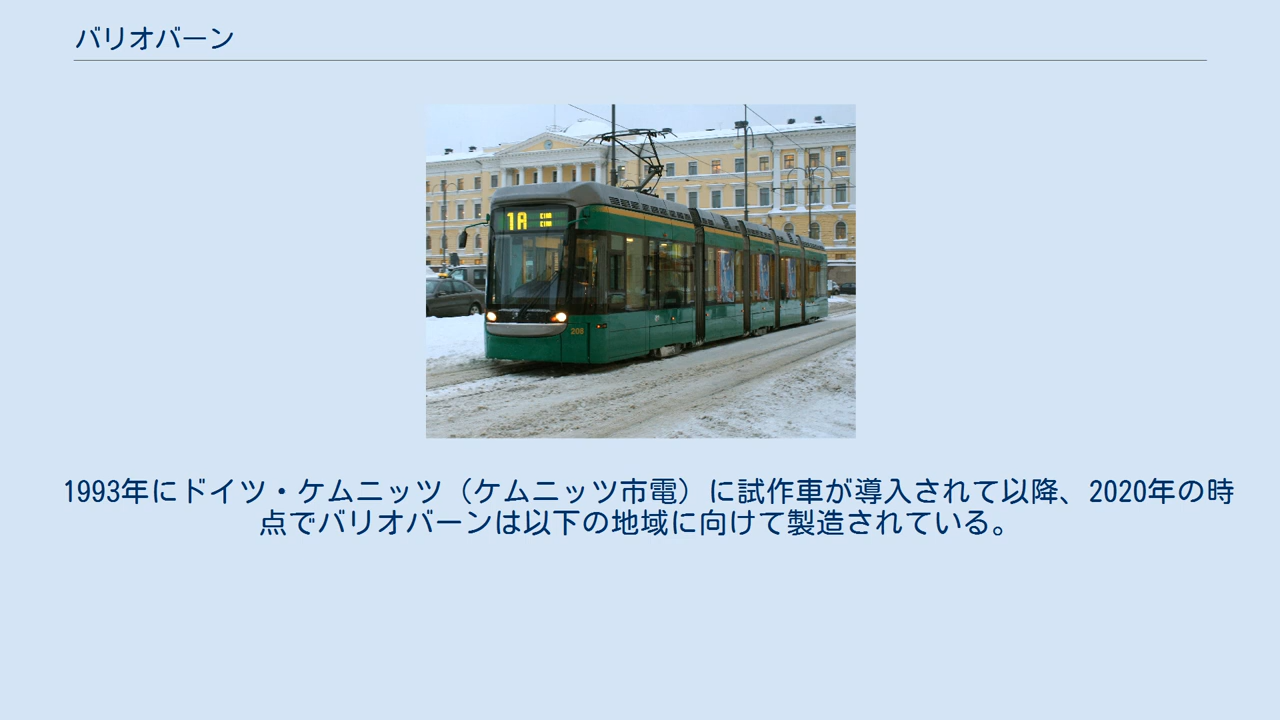 バリオバーン
1A
208
1993年にドイツ・ケムニッツ（ケムニッツ市電）に試作車が導入されて以降、2020年の時
点でバリオバーンは以下の地域に向けて製造されている。